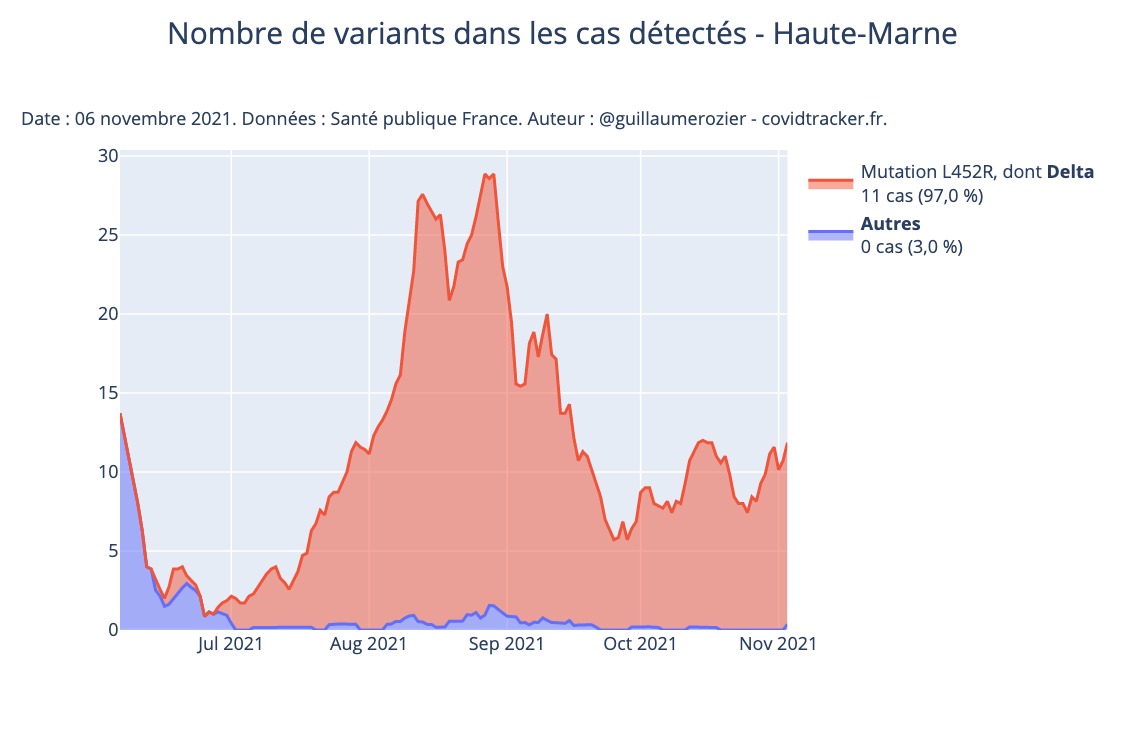 Nombre de variants dans les cas détectés - Haute-Marne
Date : 06 novembre 2021. Données : Santé publique France. Auteur : @guillaumerozier - covidtracker.fr.
30
25
20
15
10
5
0
Jul 2021
Aug 2021
Sep 2021
Oct 2021
Nov 2021
Mutation L452R, dont Delta
11 cas (97,0 %)
Autres
0 cas (3,0 %)